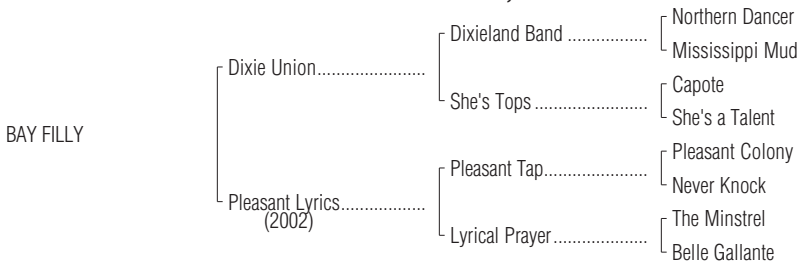 Northern Dancer
Dixieland Band ................
Mississippi Mud
Dixie Union......................
Capote
She's Tops ......................
She's a Talent
BAY FILLY
Pleasant Colony
Pleasant Tap.....................
Never Knock
Pleasant Lyrics.................
(2002)
The Minstrel
Lyrical Prayer...................
Belle Gallante